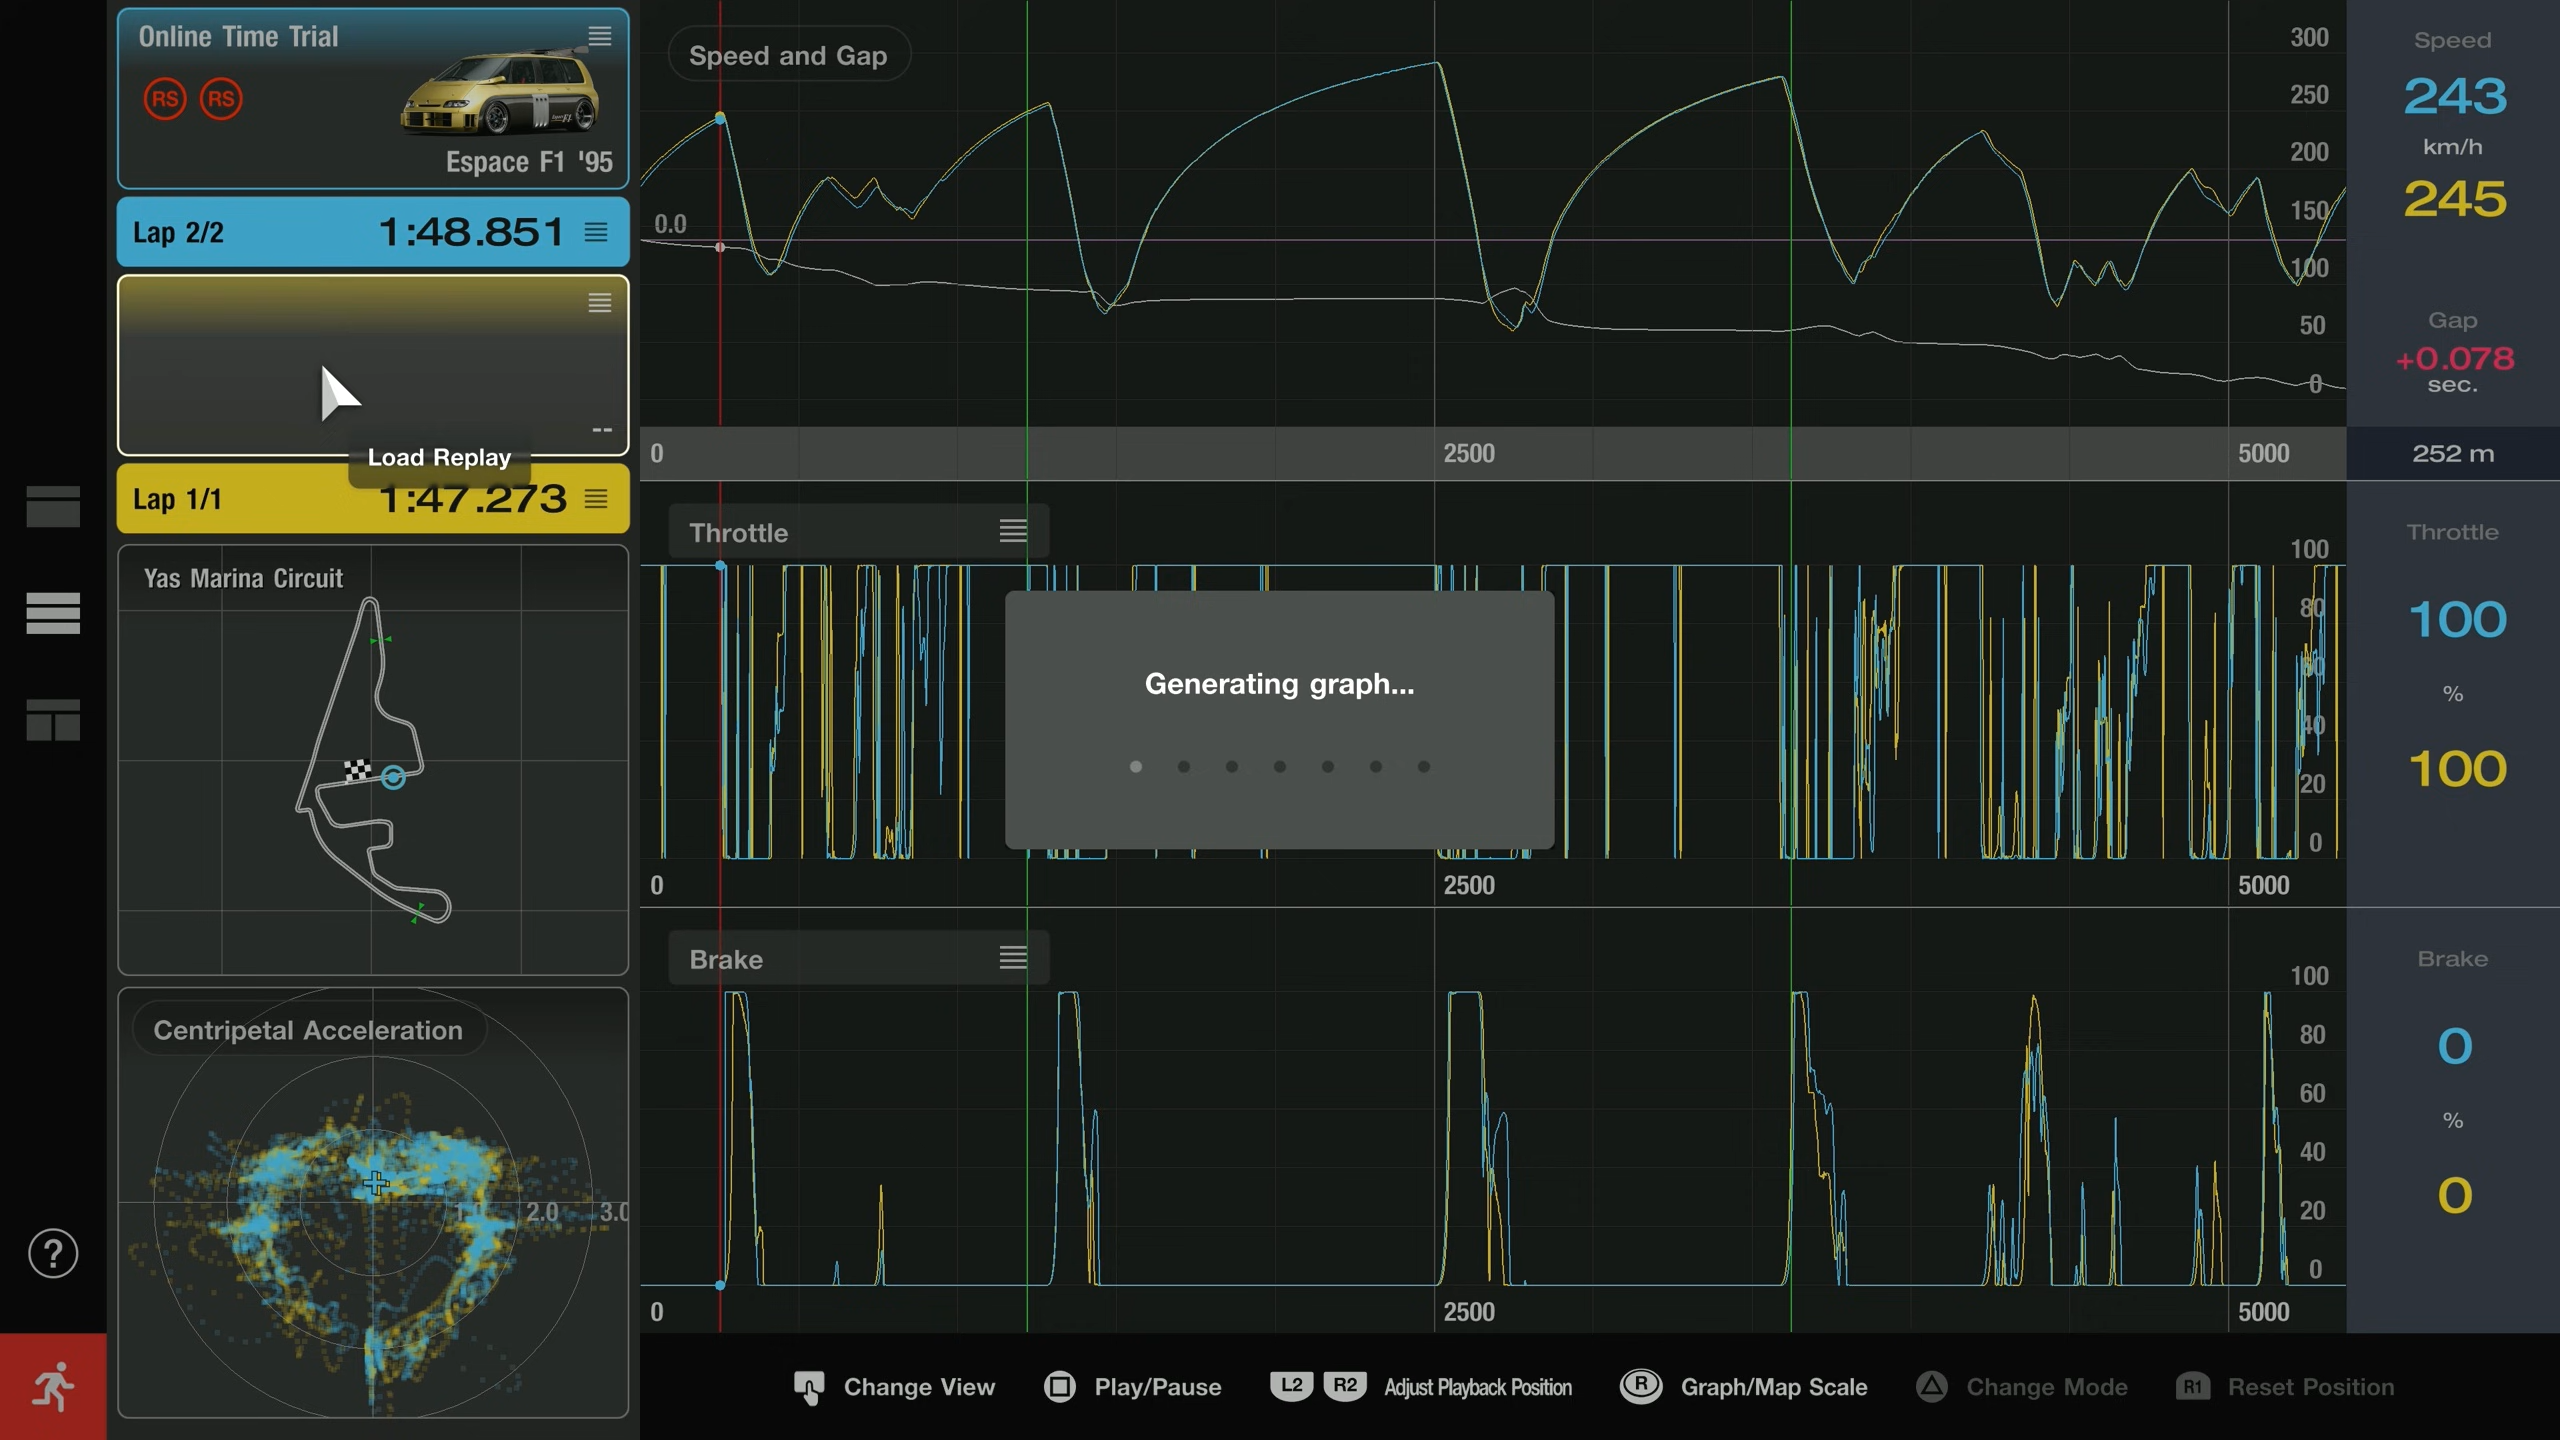 Online Time Trial
RS RS
Espace F1 '95
Lap 2/2 1:48.851
--
Load Replay
Lap 1/1 1:47.273
Yas Marina Circuit
Centripetal Acceleration
2.0 3.0
?
Speed and Gap
0.0
300
250
200
150
100
50
0
0 2500 5000
Speed
243
km/h
245
Gap
+0.078
sec.
252 m
Throttle
100
80
60
40
20
0
0 2500 5000
Throttle
100
%
100
Generating graph...
Brake
100
80
60
40
20
0
0 2500 5000
Brake
0
%
0
Change View Play/Pause L2 R2 Adjust Playback Position R Graph/Map Scale Change Mode R1 Reset Position